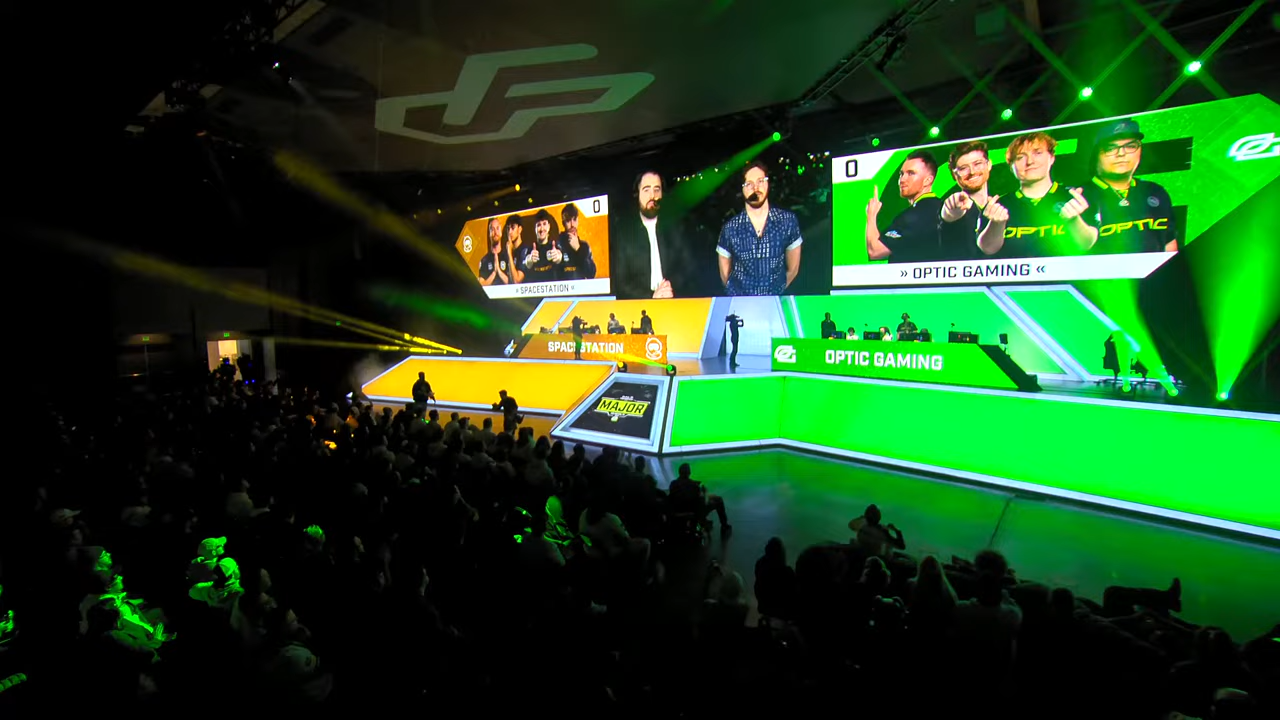 0
0
OPTIC
OPTIC
» SPACESTATION «
» OPTIC GAMING «
SPACESTATION
OPTIC GAMING
MAJOR